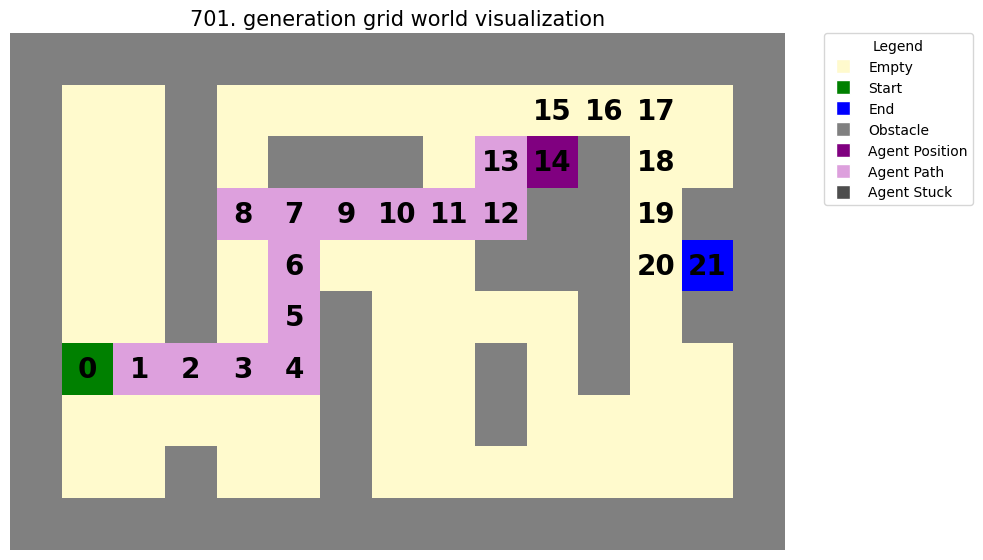 701. generation grid world visualization
15 16 17
13 14 18
8 7 9 10 11 12 19
6 20 21
5
0 1 2 3 4
Legend
Empty
Start
End
Obstacle
Agent Position
Agent Path
Agent Stuck